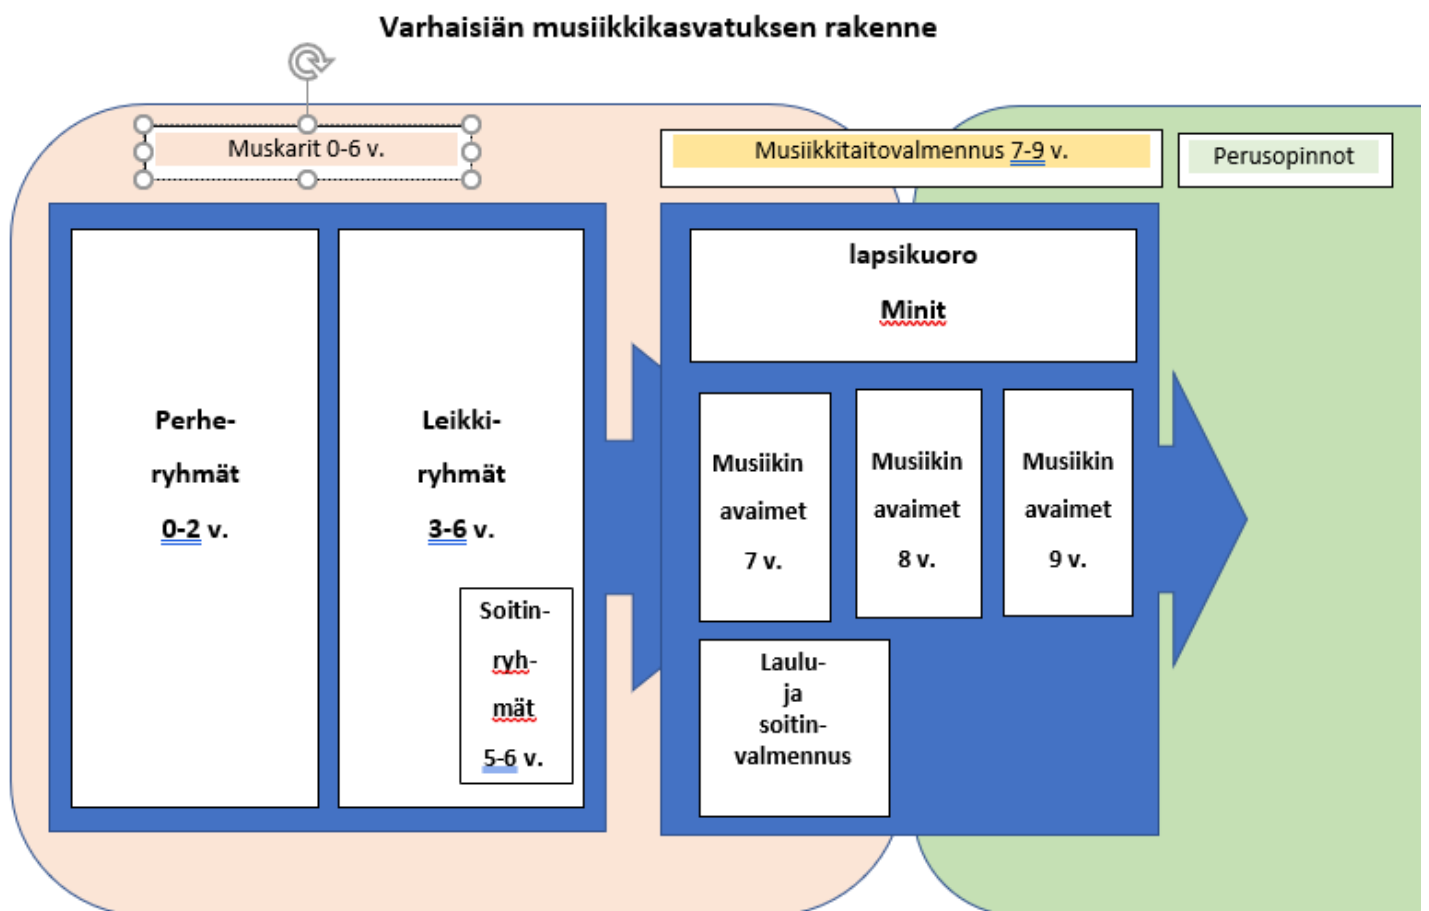 Varhaisiän musiikkikasvatuksen rakenne
Muskarit 0-6 v.
Musiikkitaitovalmennus 7-9 v.
Perusopinnot
Perhe-
ryhmät
0-2 v.
Leikki-
ryhmät
3-6 v.
Soitin-
ryh-
mät
5-6 v.
lapsikuoro
Minit
Musiikin
avaimet
7 v.
Musiikin
avaimet
8 v.
Musiikin
avaimet
9 v.
Laulu-
ja
soitin-
valmennus